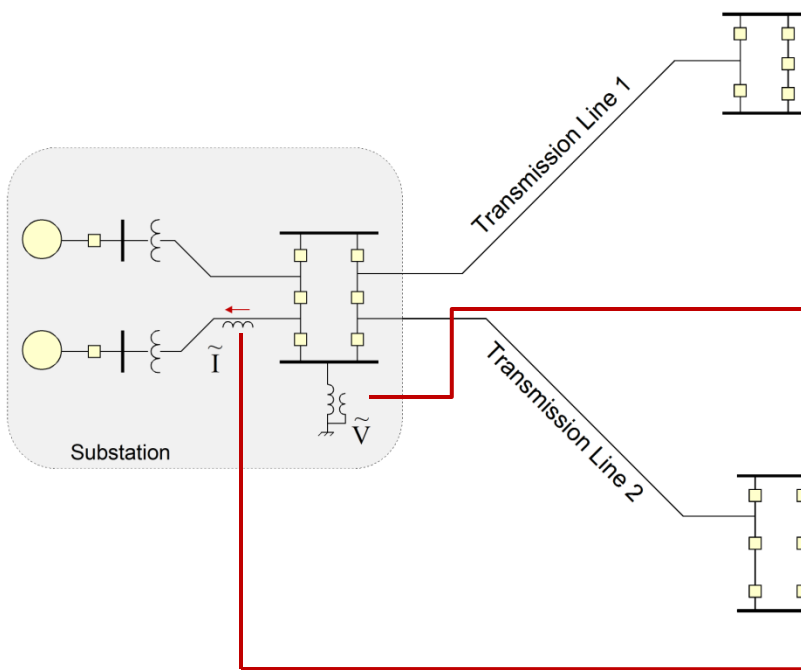 Transmission Line 1
Ĩ
Ṽ
Transmission Line 2
Substation